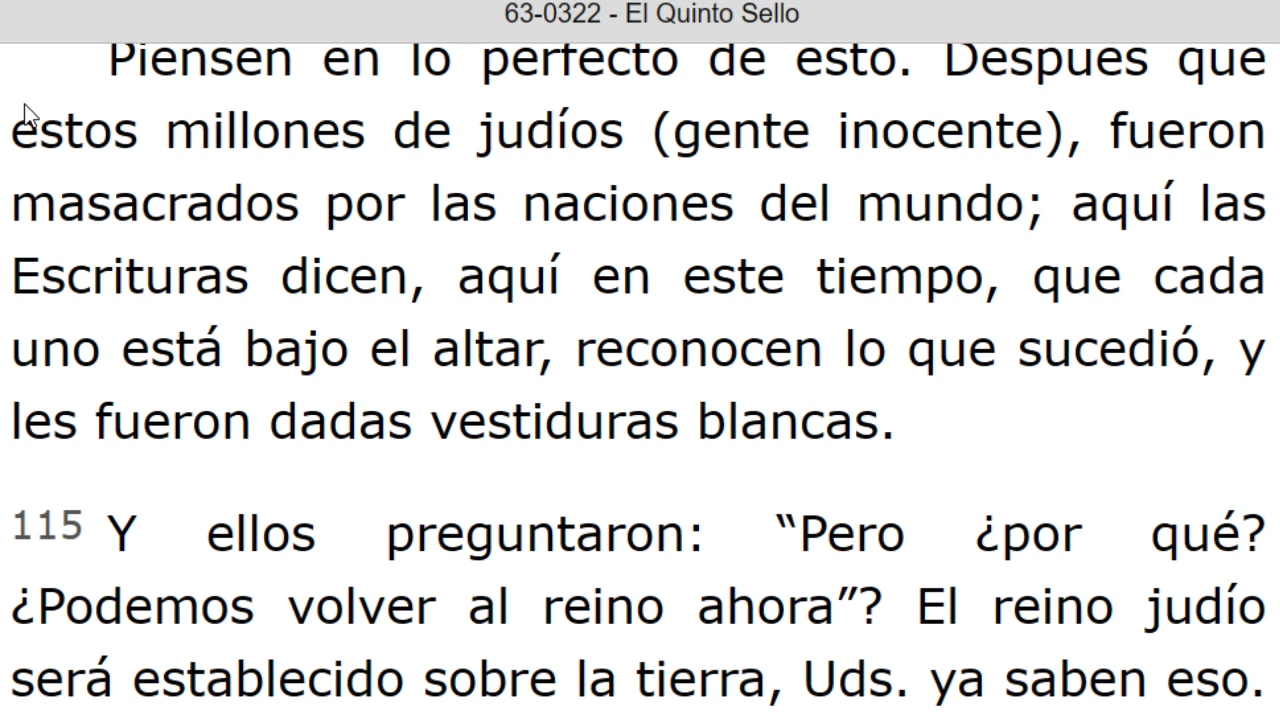 63-0322 - El Quinto Sello
Piensen en lo perfecto de esto. Después que
estos millones de judíos (gente inocente), fueron
masacrados por las naciones del mundo; aquí las
Escrituras dicen, aquí en este tiempo, que cada
uno está bajo el altar, reconocen lo que sucedió, y
les fueron dadas vestiduras blancas.
115 Y ellos preguntaron: “Pero ¿por qué?
¿Podemos volver al reino ahora”? El reino judío
será establecido sobre la tierra, Uds. ya saben eso.